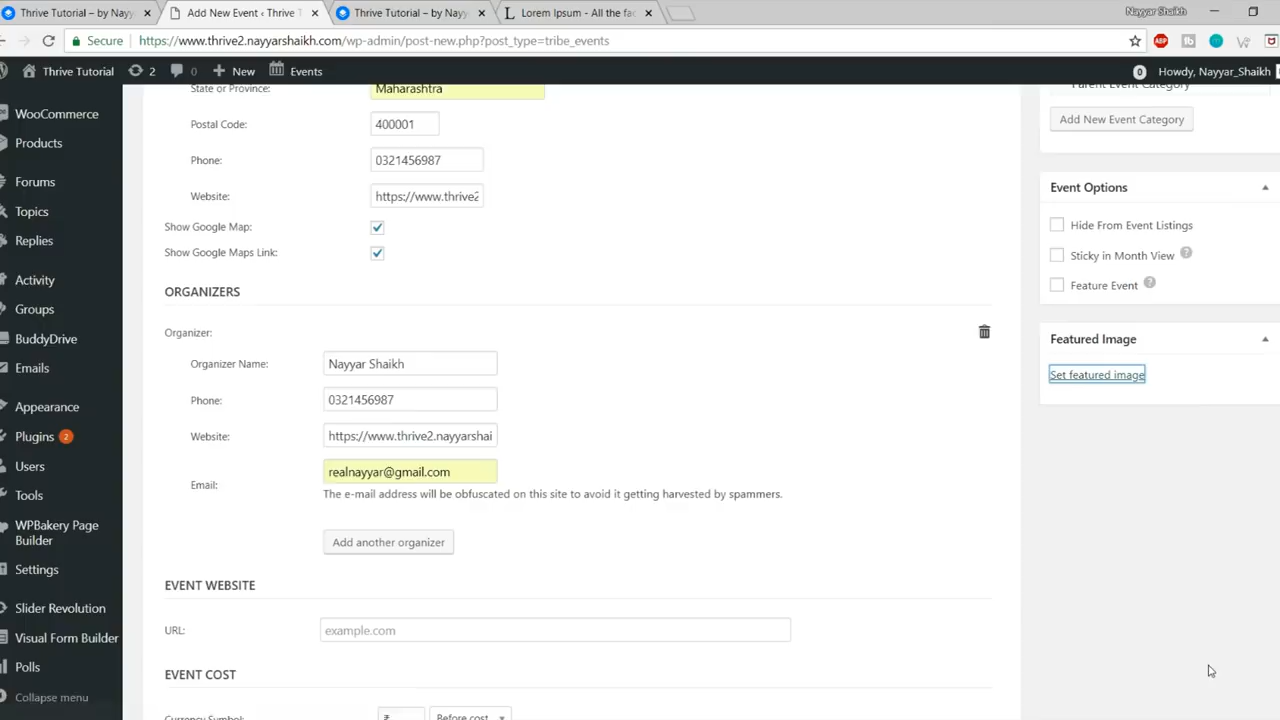 Thrive Tutorial – by Nayy
Add New Event ‹ Thrive T
Thrive Tutorial – by Nayy
Lorem Ipsum - All the fac
Nayyar Shaikh
Secure
https://www.thrive2.nayyarshaikh.com/wp-admin/post-new.php?post_type=tribe_events
ABP
Thrive Tutorial
2
0
New
Events
0
Howdy, Nayyar_Shaikh
WooCommerce
Products
Forums
Topics
Replies
Activity
Groups
BuddyDrive
Emails
Appearance
Plugins 2
Users
Tools
WPBakery Page
Builder
Settings
Slider Revolution
Visual Form Builder
Polls
Collapse menu
State or Province:
Maharashtra
Postal Code:
400001
Phone:
0321456987
Website:
https://www.thrive2
Show Google Map:
Show Google Maps Link:
ORGANIZERS
Organizer:
Organizer Name:
Nayyar Shaikh
Phone:
0321456987
Website:
https://www.thrive2.nayyarshai
Email:
realnayyar@gmail.com
The e-mail address will be obfuscated on this site to avoid it getting harvested by spammers.
Add another organizer
EVENT WEBSITE
URL:
example.com
EVENT COST
Currency Symbol:
₹
Before cost
Parent Event Category
Add New Event Category
Event Options
Hide From Event Listings
Sticky in Month View ?
Feature Event ?
Featured Image
Set featured image